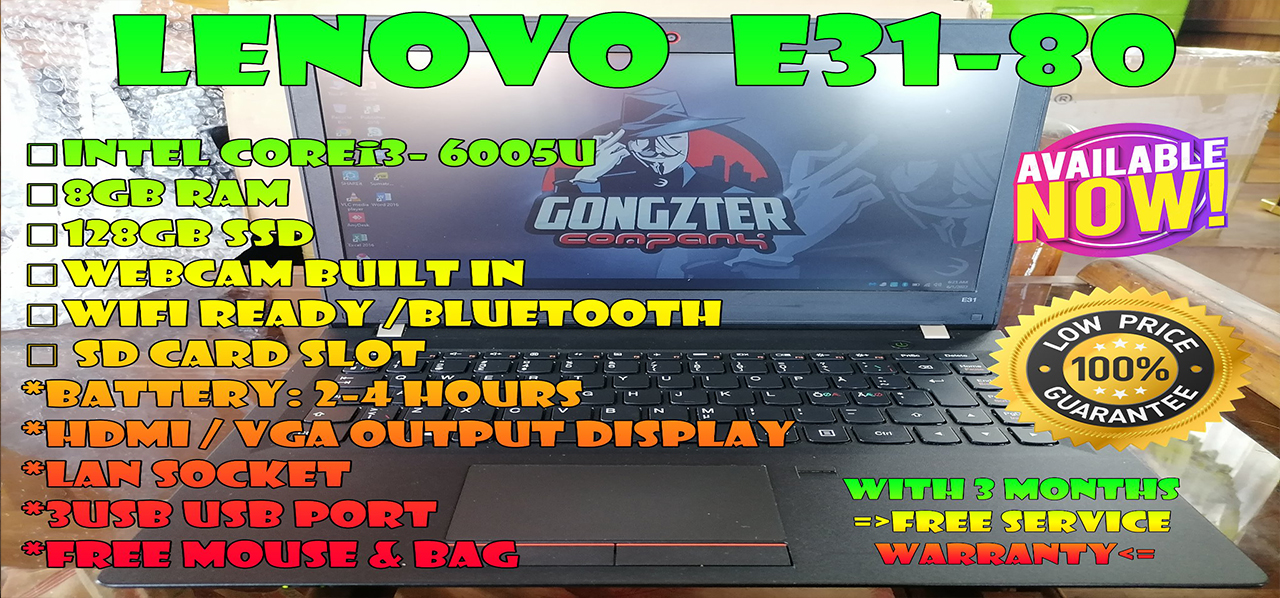 LENOVO E31-80
□INTEL COREi3- 6005U
□8GB RAM
□128GB SSD
□ WEBCAM BUILT IN
□WIFI READY /BLUETOOTH
□ SD CARD SLOT
*BATTERY: 2-4 HOURS
*HDMI / VGA OUTPUT DISPLAY
*LAN SOCKET
*3USB USB PORT
*FREE MOUSE & BAG
GONGZTER
COMPANY
E31
AVAILABLE
NOW!
LOW PRICE
100%
GUARANTEE
WITH 3 MONTHS
=>FREE SERVICE
WARRANTY<=